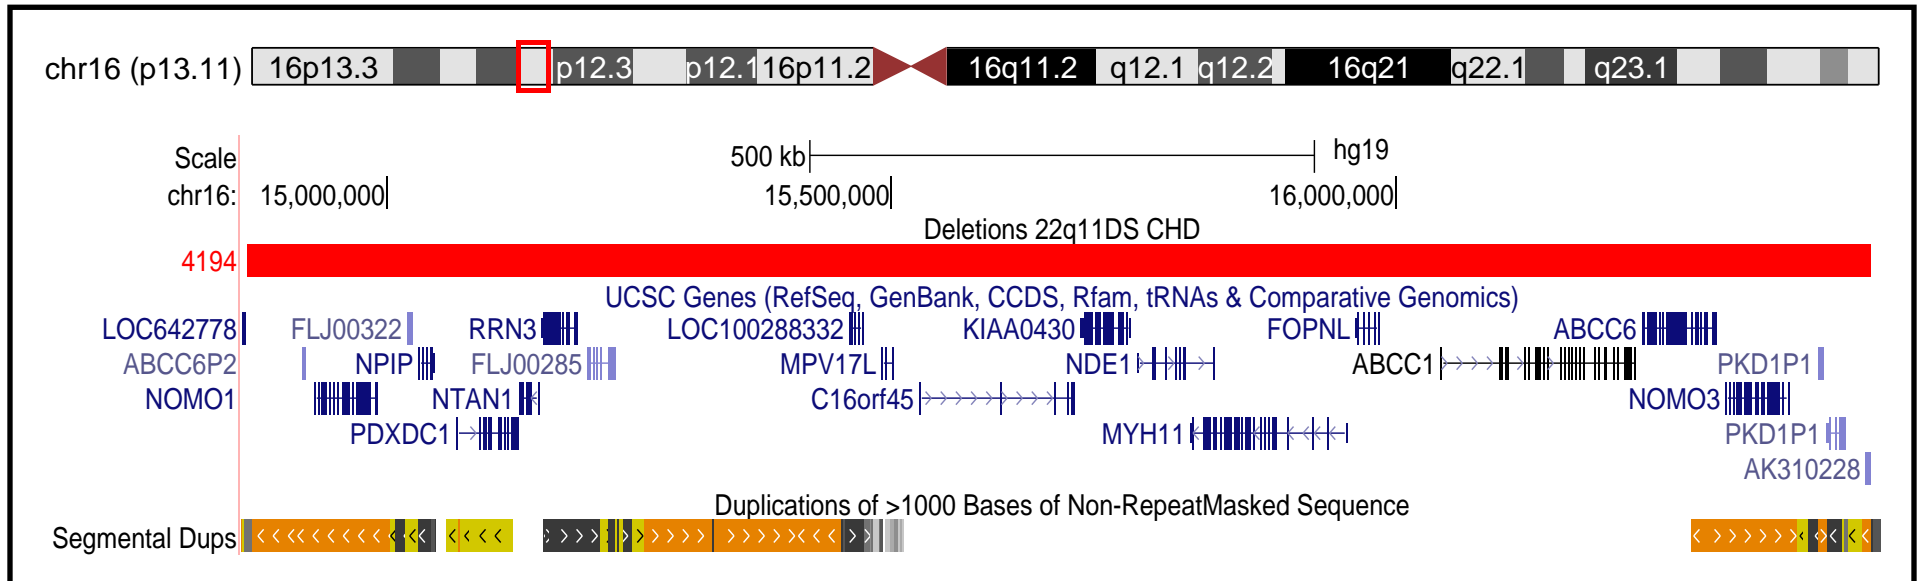 chr16 (p13.11) 16p13.3 p12.3 p12.1 16p11.2 16q11.2 q12.1 q12.2 16q21 q22.1 q23.1
Scale 500 kb hg19
chr16: 15,000,000 15,500,000 16,000,000
Deletions 22q11DS CHD
4194
UCSC Genes (RefSeq, GenBank, CCDS, Rfam, tRNAs & Comparative Genomics)
LOC642778 FLJ00322 RRN3 LOC100288332 KIAA0430 FOPNL ABCC6
ABCC6P2 NPIP FLJ00285 MPV17L NDE1 ABCC1 PKD1P1
NOMO1 NTAN1 C16orf45 NOMO3
PDXDC1 MYH11 PKD1P1
AK310228
Duplications of >1000 Bases of Non-RepeatMasked Sequence
Segmental Dups